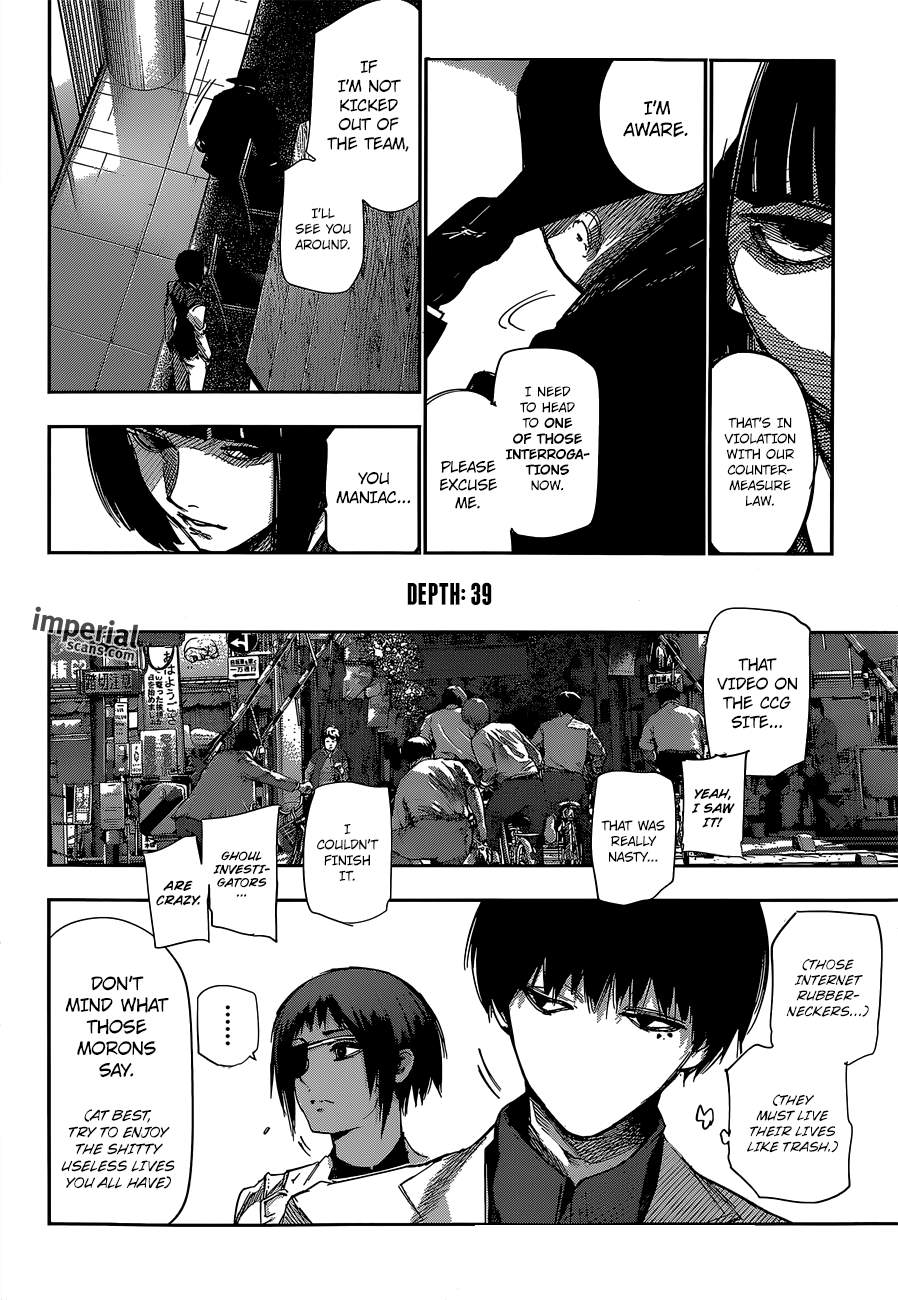 THAT'S IN
VIOLATION
WITH OUR
COUNTER-
MEASURE
LAW.
I'M
AWARE.
I NEED
TO HEAD
TO ONE
OF THOSE
INTERROGA-
TIONS
NOW.
PLEASE
EXCUSE
ME.
IF
I'M NOT
KICKED
OUT OF
THE TEAM,
I'LL
SEE YOU
AROUND.
YOU
MANIAC...
DEPTH: 39
imperial
scans.com
THAT
VIDEO ON
THE CCG
SITE...
YEAH,
I SAW
IT!
THAT WAS
REALLY
NASTY...
I
COULDN'T
FINISH
IT.
GHOUL
INVESTI-
GATORS
...
ARE
CRAZY.
おはよう
(THOSE
INTERNET
RUBBER-
NECKERS...)
(THEY
MUST LIVE
THEIR LIVES
LIKE TRASH.)
......
DON'T
MIND WHAT
THOSE
MORONS
SAY.
(AT BEST,
TRY TO ENJOY
THE SHITTY
USELESS LIVES
YOU ALL HAVE)